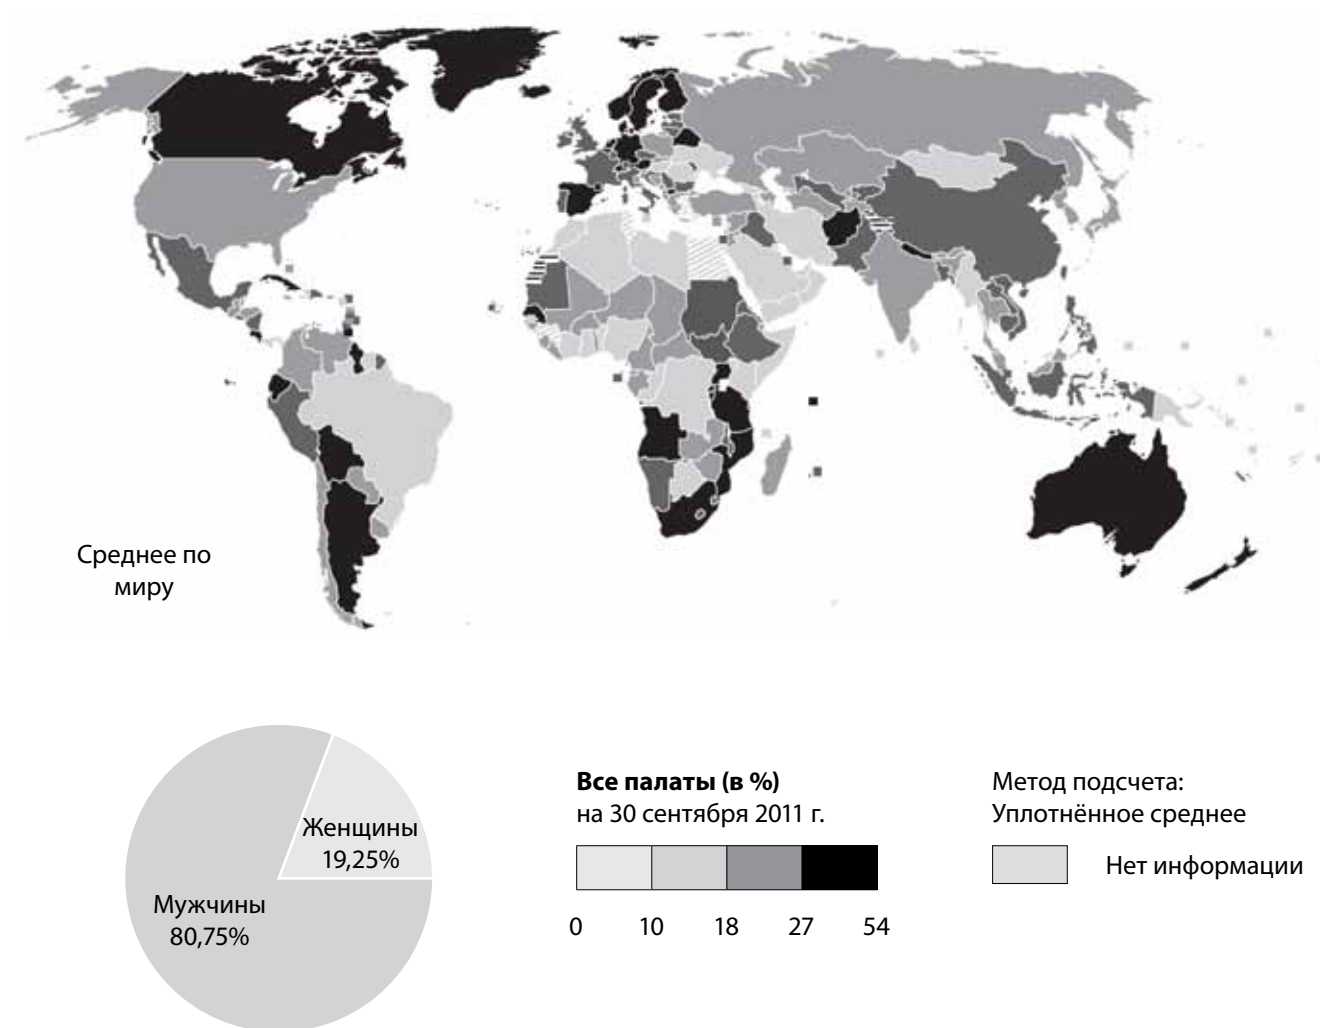 Среднее по
миру
Женщины
19,25%
Мужчины
80,75%
Все палаты (в %)
на 30 сентября 2011 г.
0 10 18 27 54
Метод подсчета:
Уплотнённое среднее
Нет информации